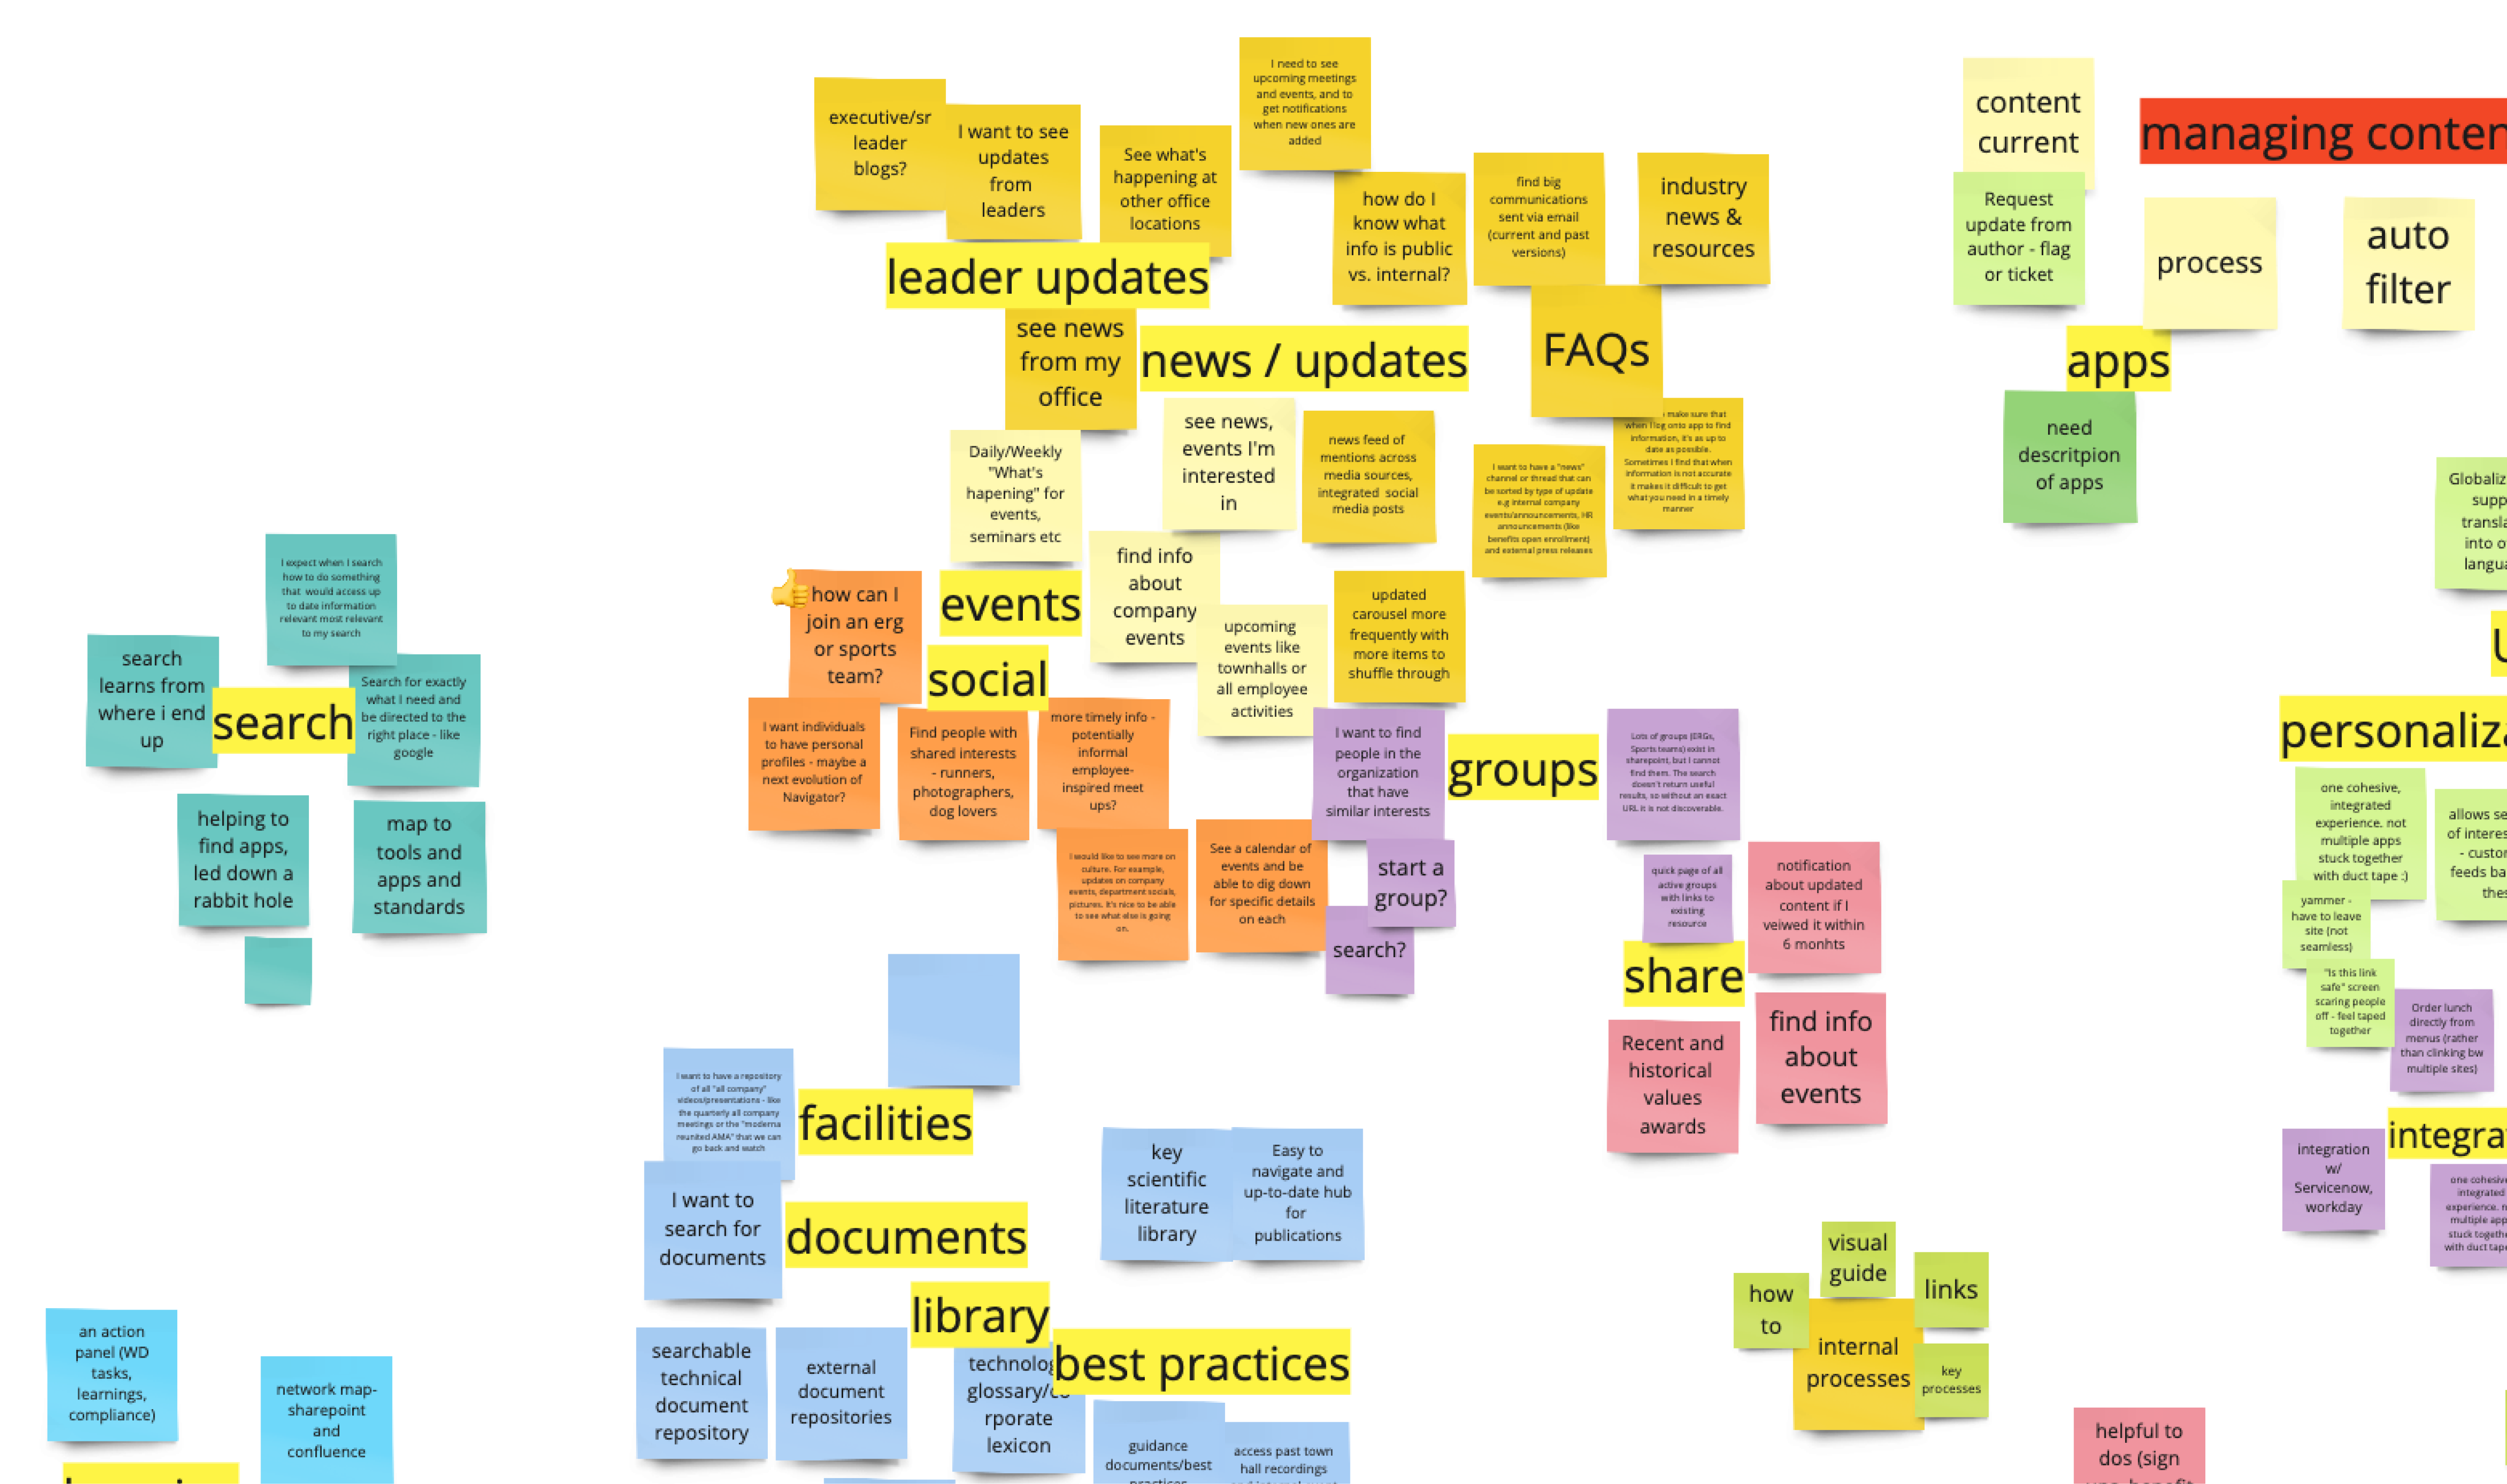 I need to see
upcoming meetings
and events, and to
get notifications
when new ones are
added
executive/sr
leader
blogs?
I want to see
updates
from
leaders
See what's
happening at
other office
locations
how do I
know what
info is public
vs. internal?
find big
communications
sent via email
(current and past
versions)
industry
news &
resources
leader updates
see news
from my
office
news / updates
FAQs
make sure that
when I log onto app to find
information, it's as up to
date as possible.
Sometimes I find that when
information is not accurate
it makes it difficult to get
what you need in a timely
manner
Daily/Weekly
"What's
hapening" for
events,
seminars etc
see news,
events I'm
interested
in
news feed of
mentions across
media sources,
integrated social
media posts
I want to have a "news"
channel or thread that can
be sorted by type of update
e.g internal company
events/announcements, HR
announcements (like
benefits open enrollment)
and external press releases
events
find info
about
company
events
upcoming
events like
townhalls or
all employee
activities
updated
carousel more
frequently with
more items to
shuffle through
content
current
managing conten
Request
update from
author - flag
or ticket
process
auto
filter
apps
need
descritpion
of apps
Globaliz
supp
transla
into o
langua
I expect when I search
how to do something
that would access up
to date information
relevant most relevant
to my search
search
learns from
where i end
up
search
Search for exactly
what I need and
be directed to the
right place - like
google
helping to
find apps,
led down a
rabbit hole
map to
tools and
apps and
standards
how can I
join an erg
or sports
team?
social
I want individuals
to have personal
profiles - maybe a
next evolution of
Navigator?
Find people with
shared interests
- runners,
photographers,
dog lovers
more timely info -
potentially
informal
employee-
inspired meet
ups?
I would like to see more on
culture. For example,
updates on company
events, department socials,
pictures. It's nice to be able
to see what else is going
on.
See a calendar of
events and be
able to dig down
for specific details
on each
I want to find
people in the
organization
that have
similar interests
groups
Lots of groups (ERGs,
Sports teams) exist in
sharepoint, but I cannot
find them. The search
doesn't return useful
results, so without an exact
URL it is not discoverable.
start a
group?
search?
quick page of all
active groups
with links to
existing
resource
notification
about updated
content if I
veiwed it within
6 monhts
share
Recent and
historical
values
awards
find info
about
events
U
personaliza
one cohesive,
integrated
experience. not
multiple apps
stuck together
with duct tape :)
allows se
of interes
- custo
feeds ba
thes
yammer -
have to leave
site (not
seamless)
"Is this link
safe" screen
scaring people
off - feel taped
together
Order lunch
directly from
menus (rather
than clinking bw
multiple sites)
integra
integration
w/
Servicenow,
workday
one cohesive
integrated
experience. n
multiple app
stuck togethe
with duct tape
I want to have a repository
of all "all company"
videos/presentations - like
the quarterly all company
meetings or the "moderna
reunited AMA" that we can
go back and watch
facilities
I want to
search for
documents
documents
key
scientific
literature
library
Easy to
navigate and
up-to-date hub
for
publications
library
best practices
searchable
technical
document
repository
external
document
repositories
technolog
glossary/co
rporate
lexicon
guidance
documents/best
practices
access past town
hall recordings
how
to
visual
guide
links
internal
processes
key
processes
an action
panel (WD
tasks,
learnings,
compliance)
network map-
sharepoint
and
confluence
helpful to
dos (sign